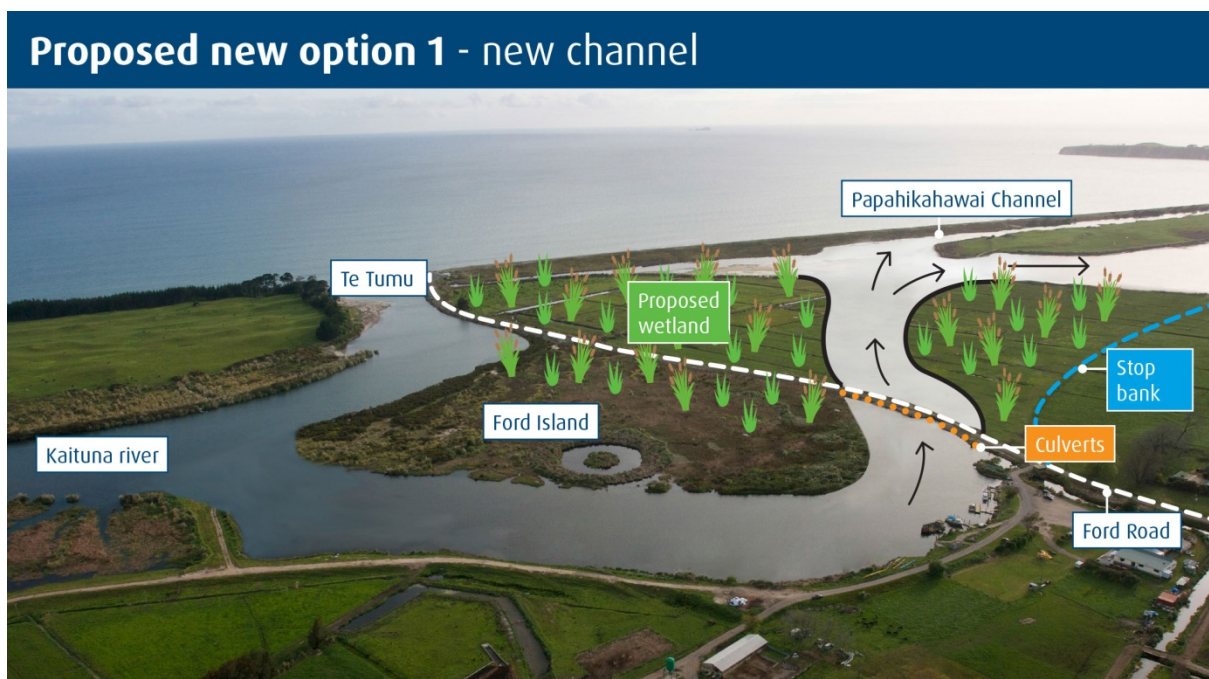 Proposed new option 1 - new channel
Papahikahawai Channel
Te Tumu
Proposed
wetland
Stop
bank
Ford Island
Culverts
Kaituna river
Ford Road